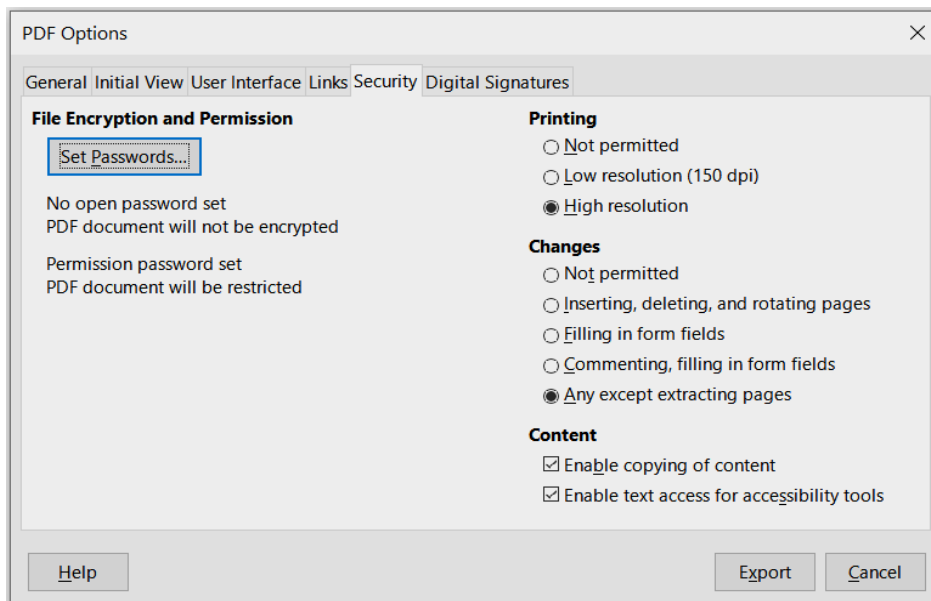 PDF Options
General Initial View User Interface Links Security Digital Signatures
File Encryption and Permission
Set Passwords...
No open password set
PDF document will not be encrypted
Permission password set
PDF document will be restricted
Printing
Not permitted
Low resolution (150 dpi)
High resolution
Changes
Not permitted
Inserting, deleting, and rotating pages
Filling in form fields
Commenting, filling in form fields
Any except extracting pages
Content
Enable copying of content
Enable text access for accessibility tools
Help
Export
Cancel